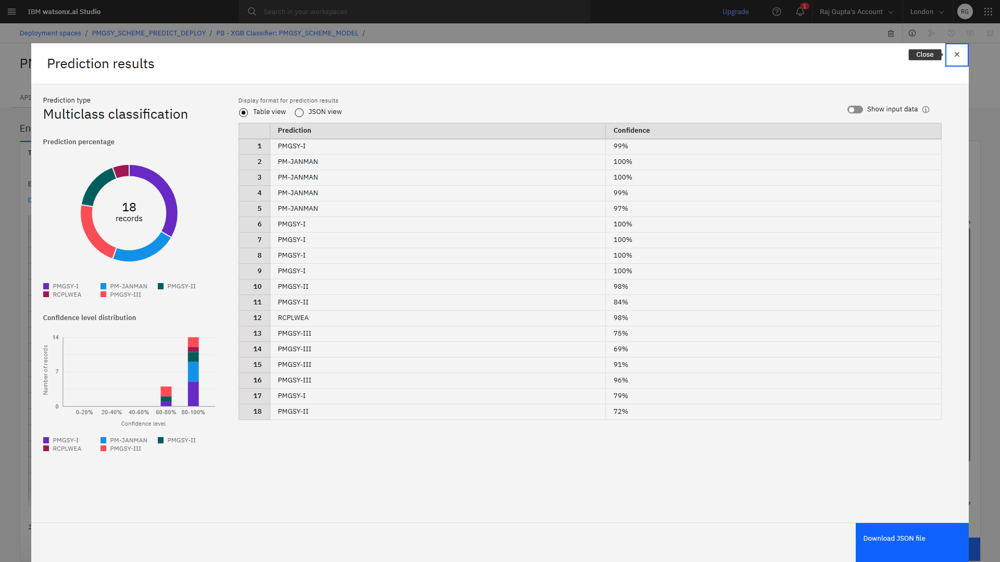 IBM watsonx.ai Studio
Search in your workspaces
Upgrade
1
Raj Gupta's Account
London
RG
Deployment spaces / PMGSY_SCHEME_PREDICT_DEPLOY / P8 - XGB Classifier: PMGSY_SCHEME_MODEL /
Prediction results
Close
API
Prediction type
Multiclass classification
Prediction percentage
18
records
PMGSY-I PM-JANMAN PMGSY-II
RCPLWEA PMGSY-III
Confidence level distribution
Number of records
14
7
0
0-20% 20-40% 40-60% 60-80% 80-100%
Confidence level
PMGSY-I PM-JANMAN PMGSY-II
RCPLWEA PMGSY-III
Display format for prediction results
Table view JSON view
Show input data
Prediction Confidence
1 PMGSY-I 99%
2 PM-JANMAN 100%
3 PM-JANMAN 100%
4 PM-JANMAN 99%
5 PM-JANMAN 97%
6 PMGSY-I 100%
7 PMGSY-I 100%
8 PMGSY-I 100%
9 PMGSY-I 100%
10 PMGSY-II 98%
11 PMGSY-II 84%
12 RCPLWEA 98%
13 PMGSY-III 75%
14 PMGSY-III 69%
15 PMGSY-III 91%
16 PMGSY-III 96%
17 PMGSY-I 79%
18 PMGSY-II 72%
Download JSON file